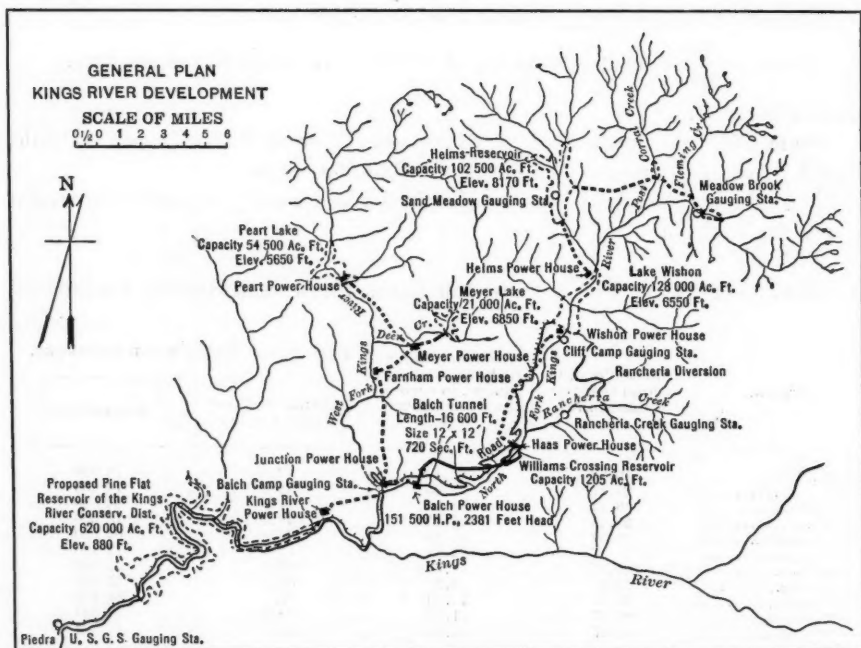 GENERAL PLAN
KINGS RIVER DEVELOPMENT
SCALE OF MILES
0 ½ 0 1 2 3 4 5 6
N
Helms Reservoir
Capacity 102 500 Ac. Ft.
Elev. 8170 Ft.
Sand Meadow Gauging Sta.
Corral Creek
Fleming Cr.
Meadow Brook
Gauging Sta.
Peart Lake
Capacity 54 500 Ac. Ft.
Elev. 5650 Ft.
Peart Power House
Helms Power House
River
Lake Wishon
Capacity 128 000 Ac. Ft.
Elev. 6550 Ft.
Meyer Lake
Capacity 21,000 Ac. Ft.
Elev. 6850 Ft.
River
Deer Cr.
Kings
Meyer Power House
Farnham Power House
West Fork
Wishon Power House
Cliff Camp Gauging Sta.
Rancheria Diversion
Kings
Fork
Rancheria Creek
Rancheria Creek Gauging Sta.
Balch Tunnel
Length-16 600 Ft.
Size 12' x 12'
720 Sec. Ft.
Road
North
Haas Power House
Williams Crossing Reservoir
Capacity 1205 Ac. Ft.
Junction Power House
Balch Camp Gauging Sta.
Kings River
Power House
Balch Power House
151 500 H.P., 2381 Feet Head
Proposed Pine Flat
Reservoir of the Kings
River Conserv. Dist.
Capacity 620 000 Ac. Ft.
Elev. 880 Ft.
Kings River
Piedra U. S. G. S. Gauging Sta.